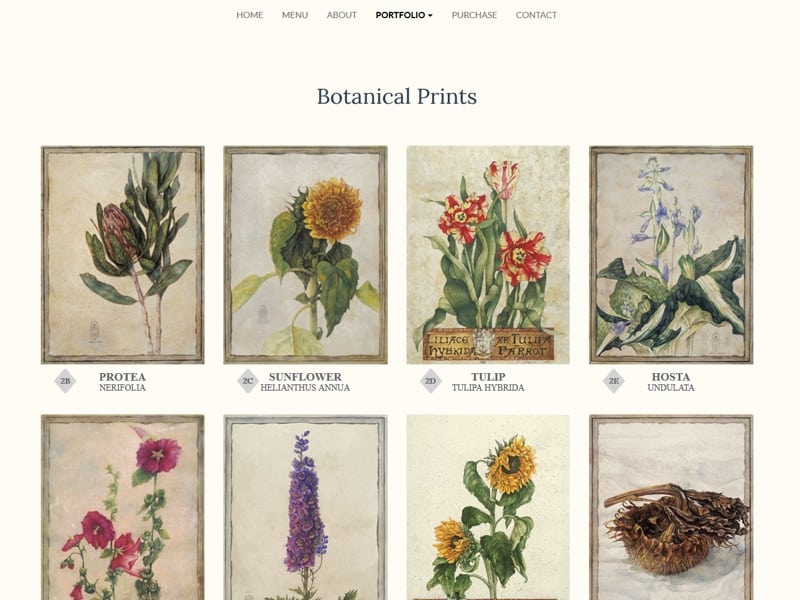 HOME MENU ABOUT PORTFOLIO PURCHASE CONTACT
Botanical Prints
LILIACE AE TULIPA
HYBRIDA PARROT
2B PROTEA
NERIFOLIA
2C SUNFLOWER
HELIANTHUS ANNUA
2D TULIP
TULIPA HYBRIDA
2E HOSTA
UNDULATA